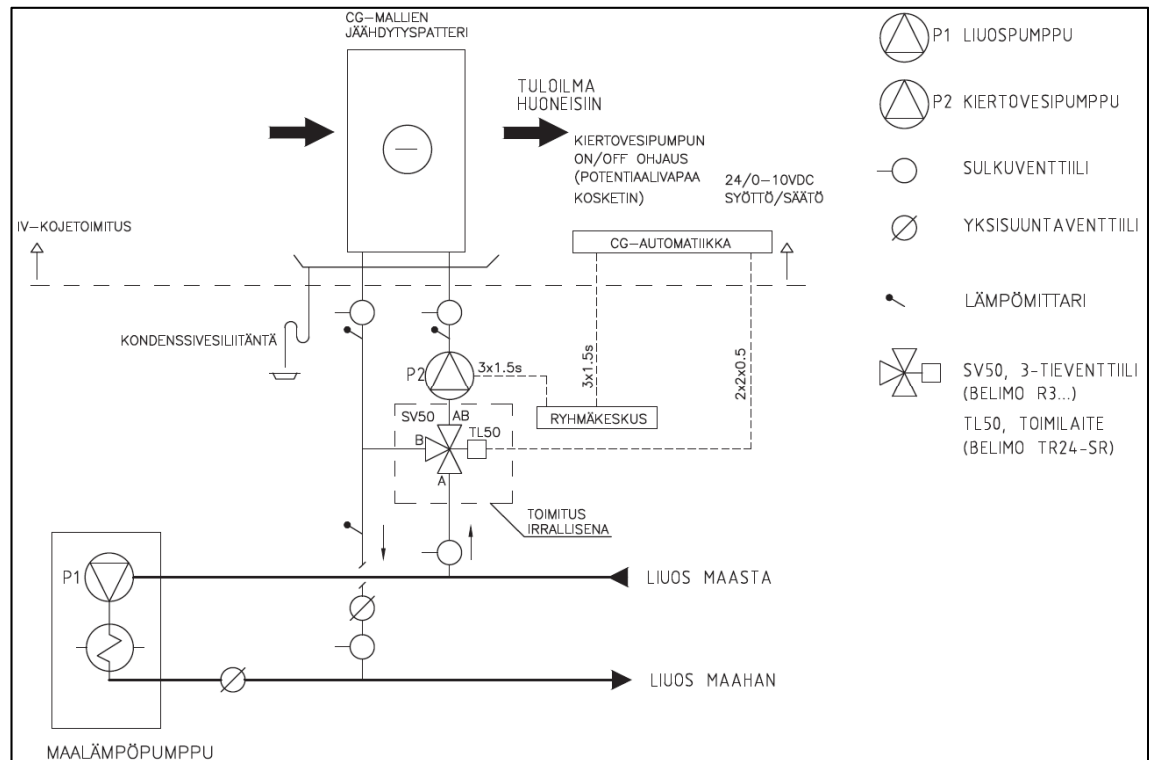 CG-MALLIEN
JÄÄHDYTYSPATTERI
TULOILMA
HUONEISIIN
KIERTOVESIPUMPUN
ON/OFF OHJAUS
(POTENTIAALIVAPAA
KOSKETIN)
24/0-10VDC
SYÖTTÖ/SÄÄTÖ
IV-KOJETOIMITUS
CG-AUTOMATIIKKA
KONDENSSIVESILIITÄNTÄ
P2
3x1.5s
3x1.5s
2x2x0.5
RYHMÄKESKUS
SV50
AB
TL50
B
A
TOIMITUS
IRRALLISENA
P1
LIUOS MAASTA
LIUOS MAAHAN
MAALÄMPÖPUMPPU
P1 LIUOSPUMPPU
P2 KIERTOVESIPUMPPU
SULKUVENTTIILI
YKSISUUNTAVENTTIILI
LÄMPÖMITTARI
SV50, 3-TIEVENTTIILI
(BELIMO R3...)
TL50, TOIMILAITE
(BELIMO TR24-SR)